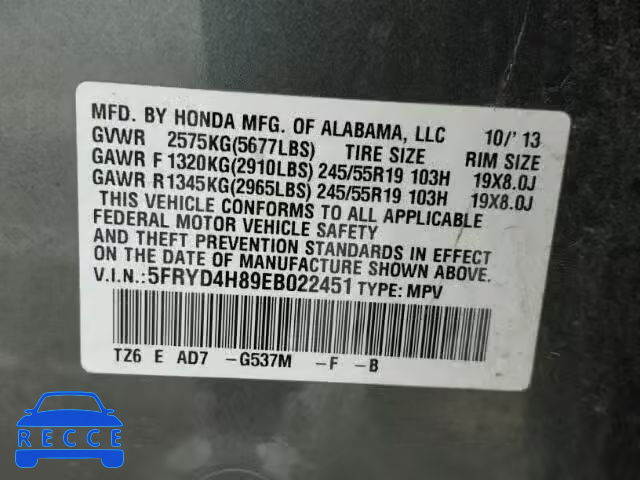 MFD. BY HONDA MFG. OF ALABAMA, LLC 10/'13
GVWR 2575KG(5677LBS) TIRE SIZE RIM SIZE
GAWR F 1320KG(2910LBS) 245/55R19 103H 19X8.0J
GAWR R 1345KG(2965LBS) 245/55R19 103H 19X8.0J
THIS VEHICLE CONFORMS TO ALL APPLICABLE
FEDERAL MOTOR VEHICLE SAFETY
AND THEFT PREVENTION STANDARDS IN EFFECT
ON THE DATE OF MANUFACTURE SHOWN ABOVE.
V.I.N.:5FRYD4H89EB022451 TYPE: MPV
TZ6 E AD7 -G537M -F -B
RECCE